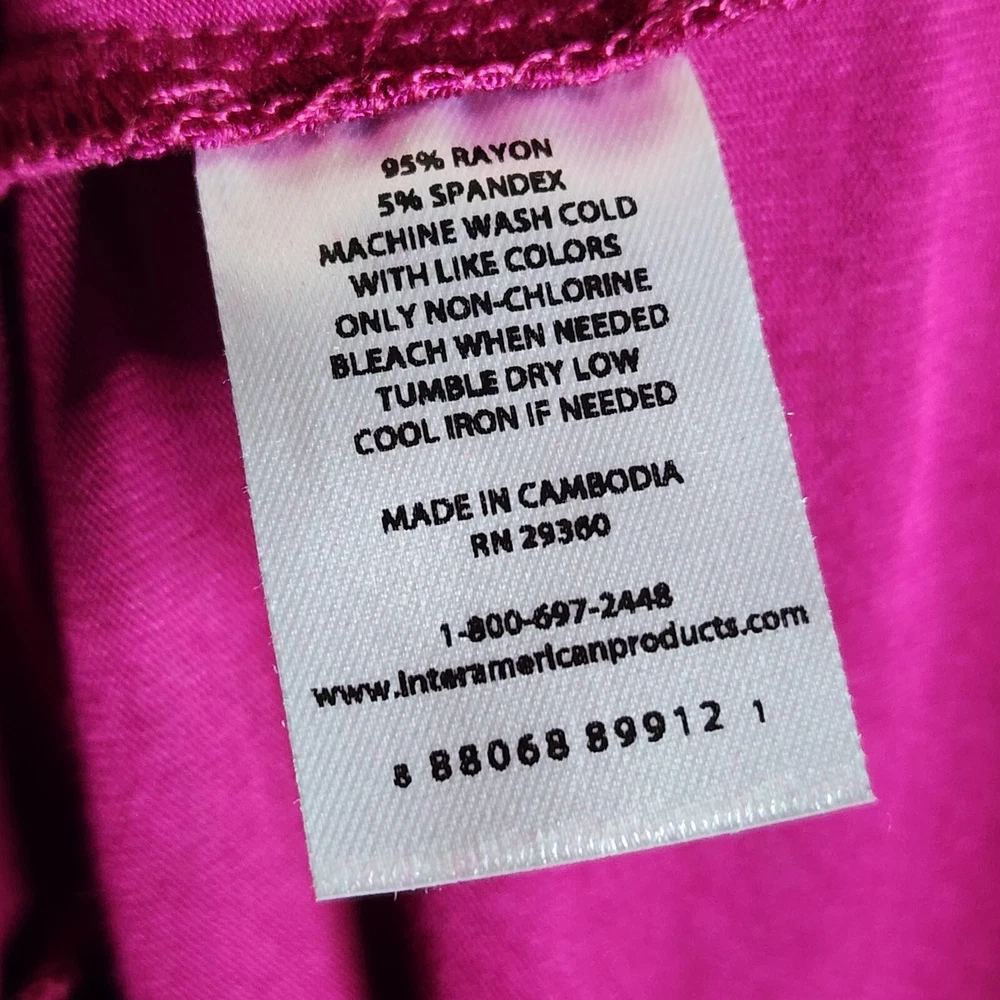 95% RAYON
5% SPANDEX
MACHINE WASH COLD
WITH LIKE COLORS
ONLY NON-CHLORINE
BLEACH WHEN NEEDED
TUMBLE DRY LOW
COOL IRON IF NEEDED
MADE IN CAMBODIA
RN 29360
1-800-697-2448
www.interamericanproducts.com
8 88068 89912 1